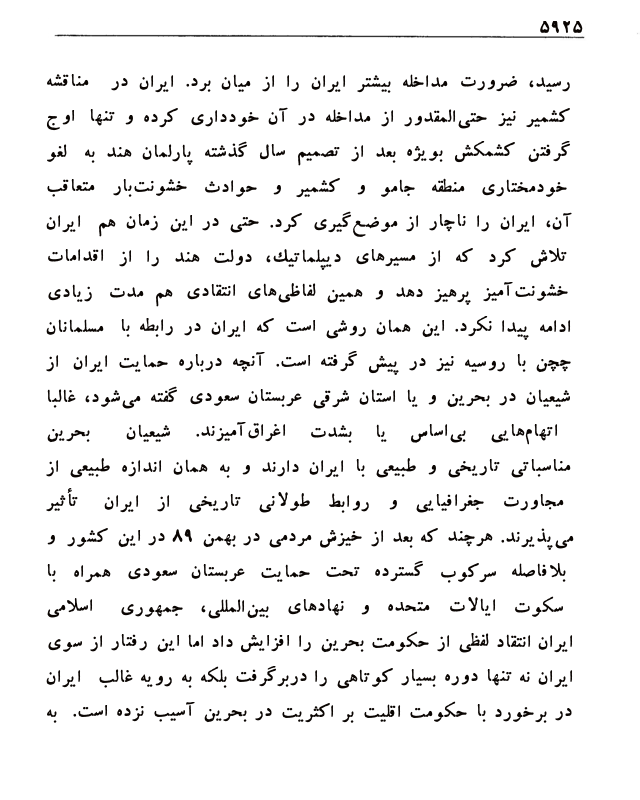 ۵۹۲۵
رسید، ضرورت مداخله بیشتر ایران را از میان برد. ایران در مناقشه
کشمیر نیز حتی‌المقدور از مداخله در آن خودداری کرده و تنها اوج
گرفتن کشمکش بویژه بعد از تصمیم سال گذشته پارلمان هند به لغو
خودمختاری منطقه جامو و کشمیر و حوادث خشونت‌بار متعاقب
آن، ایران را ناچار از موضع‌گیری کرد. حتی در این زمان هم ایران
تلاش کرد که از مسیرهای دیپلماتیك، دولت هند را از اقدامات
خشونت‌آمیز پرهیز دهد و همین لفاظی‌های انتقادی هم مدت زیادی
ادامه پیدا نکرد. این همان روشی است که ایران در رابطه با مسلمانان
چچن با روسیه نیز در پیش گرفته است. آنچه درباره حمایت ایران از
شیعیان در بحرین و یا استان شرقی عربستان سعودی گفته می‌شود، غالبا
اتهام‌هایی بی‌اساس یا بشدت اغراق‌آمیزند. شیعیان بحرین
مناسباتی تاریخی و طبیعی با ایران دارند و به همان اندازه طبیعی از
مجاورت جغرافیایی و روابط طولانی تاریخی از ایران تأثیر
می‌پذیرند. هرچند که بعد از خیزش مردمی در بهمن ۸۹ در این کشور و
بلافاصله سرکوب گسترده تحت حمایت عربستان سعودی همراه با
سکوت ایالات متحده و نهادهای بین‌المللی، جمهوری اسلامی
ایران انتقاد لفظی از حکومت بحرین را افزایش داد اما این رفتار از سوی
ایران نه تنها دوره بسیار کوتاهی را دربرگرفت بلکه به رویه غالب ایران
در برخورد با حکومت اقلیت بر اکثریت در بحرین آسیب نزده است. به